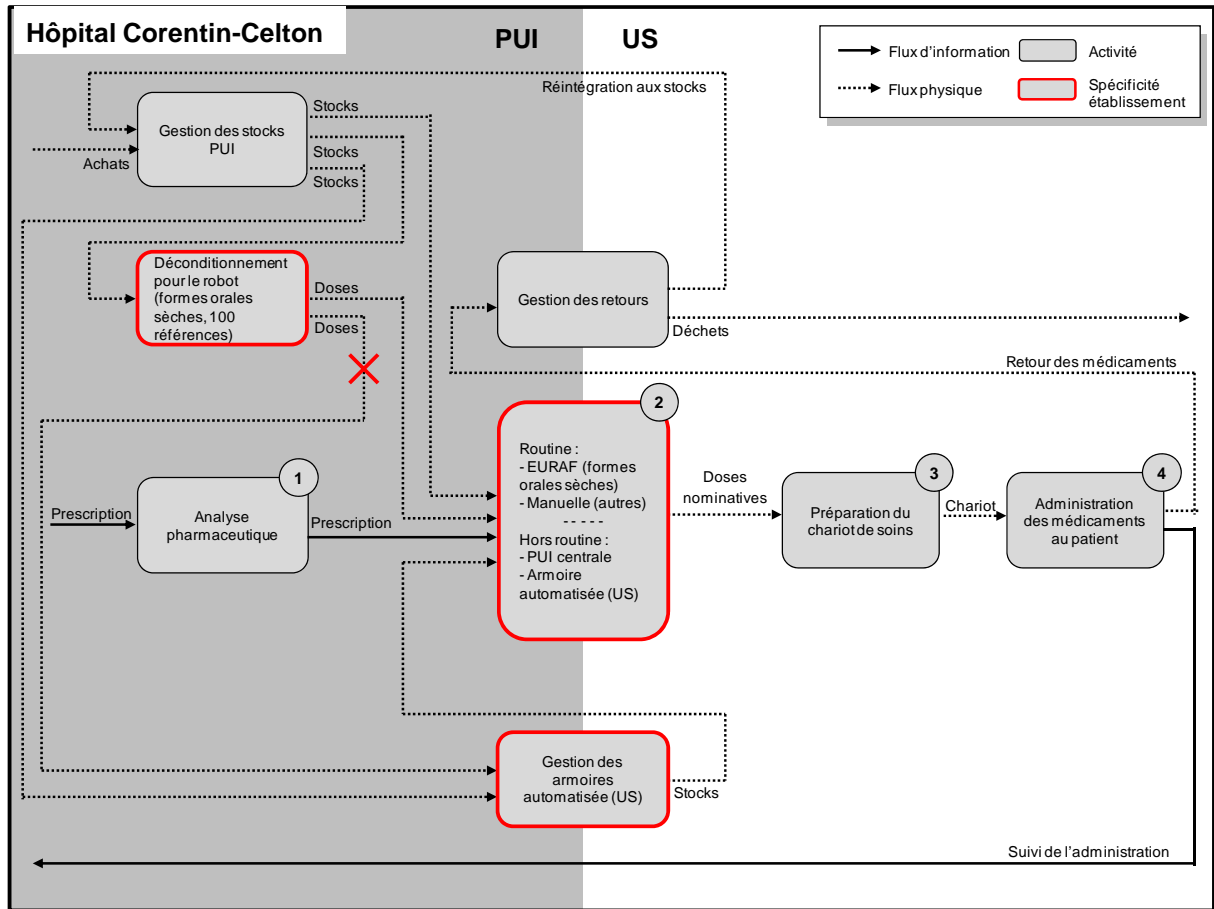 Hôpital Corentin-Celton
PUI
US
Flux d'information
Activité
Flux physique
Spécificité
établissement
Réintégration aux stocks
Stocks
Gestion des stocks
PUI
Stocks
Achats
Stocks
Déconditionnement
pour le robot
(formes orales
sèches, 100
références)
Doses
Doses
Gestion des retours
Déchets
Retour des médicaments
2
Routine :
- EURAF (formes
orales sèches)
- Manuelle (autres)
- - - - -
Hors routine :
- PUI centrale
- Armoire
automatisée (US)
1
Prescription
Analyse
pharmaceutique
Prescription
Doses
nominatives
3
Préparation du
chariot de soins
Chariot
4
Administration
des médicaments
au patient
Gestion des
armoires
automatisée (US)
Stocks
Suivi de l'administration